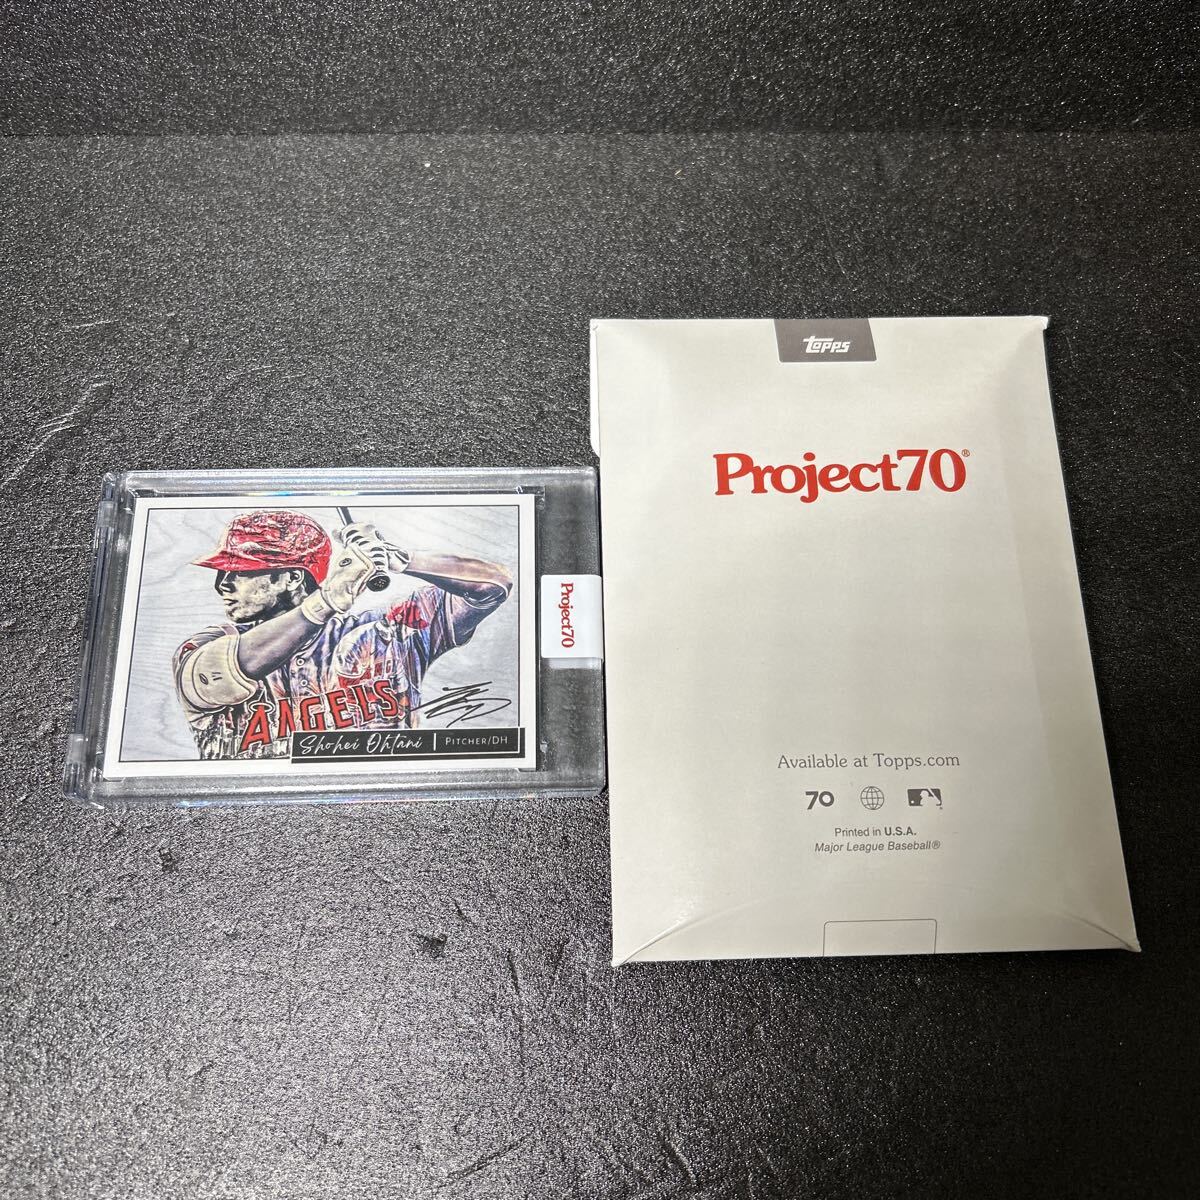 topps
Project70®
Project70
ANGELS
Shohei Ohtani | PITCHER/DH
Available at Topps.com
70
Printed in U.S.A.
Major League Baseball®